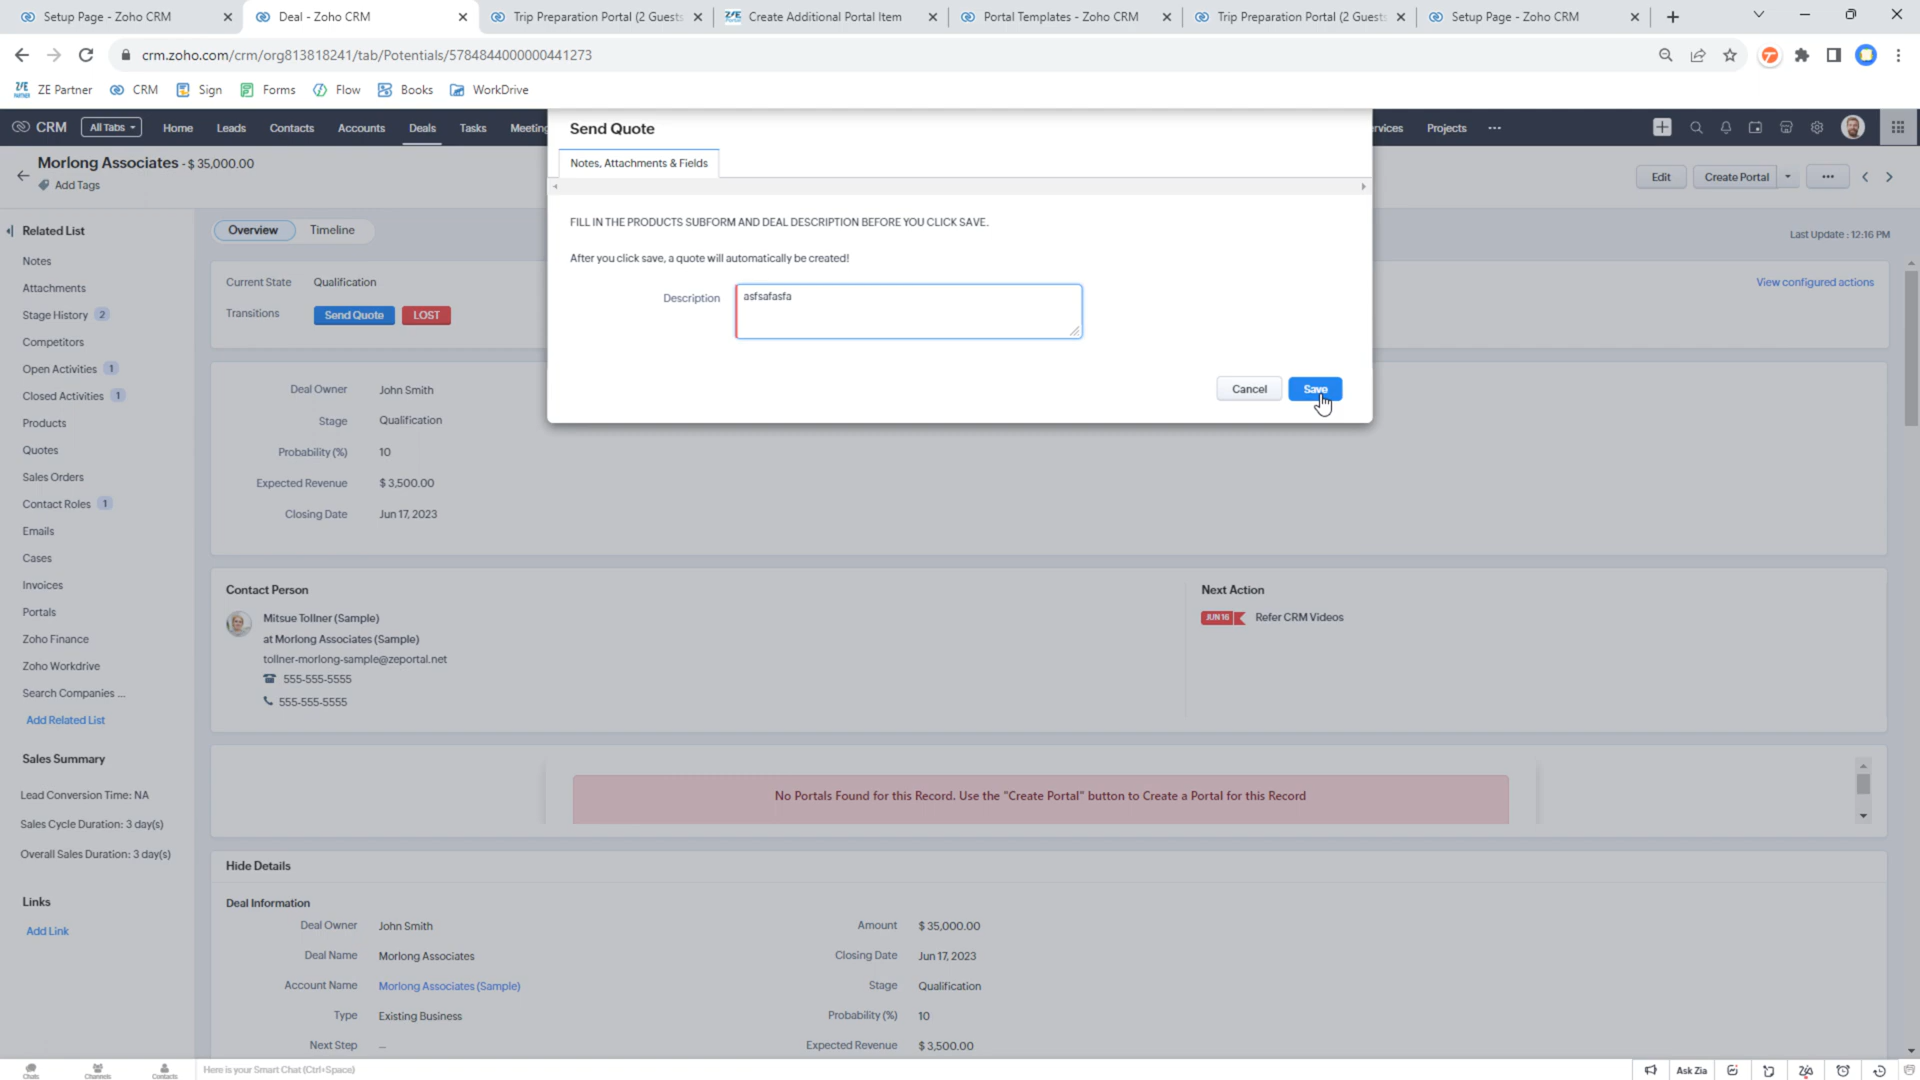 Setup Page - Zoho CRM
Deal - Zoho CRM
Trip Preparation Portal (2 Guests
Create Additional Portal Item
Portal Templates - Zoho CRM
Trip Preparation Portal (2 Guests
Setup Page - Zoho CRM
crm.zoho.com/crm/org813818241/tab/Potentials/5784844000000441273
ZE Partner
CRM
Sign
Forms
Flow
Books
WorkDrive
CRM
All Tabs
Home
Leads
Contacts
Accounts
Deals
Tasks
Meeting
rvices
Projects
Morlong Associates - $ 35,000.00
Add Tags
Edit
Create Portal
Send Quote
Notes, Attachments & Fields
FILL IN THE PRODUCTS SUBFORM AND DEAL DESCRIPTION BEFORE YOU CLICK SAVE.
After you click save, a quote will automatically be created!
Description
asfsafasfa
Cancel
Save
Related List
Notes
Attachments
Stage History 2
Competitors
Open Activities 1
Closed Activities 1
Products
Quotes
Sales Orders
Contact Roles 1
Emails
Cases
Invoices
Portals
Zoho Finance
Zoho Workdrive
Search Companies ...
Add Related List
Sales Summary
Lead Conversion Time: NA
Sales Cycle Duration: 3 day(s)
Overall Sales Duration: 3 day(s)
Links
Add Link
Overview
Timeline
Last Update : 12:16 PM
Current State Qualification
View configured actions
Transitions Send Quote LOST
Deal Owner John Smith
Stage Qualification
Probability (%) 10
Expected Revenue $ 3,500.00
Closing Date Jun 17, 2023
Contact Person
Mitsue Tollner (Sample)
at Morlong Associates (Sample)
tollner-morlong-sample@zeportal.net
555-555-5555
555-555-5555
Next Action
JUN 16 Refer CRM Videos
No Portals Found for this Record. Use the "Create Portal" button to Create a Portal for this Record
Hide Details
Deal Information
Deal Owner John Smith
Amount $ 35,000.00
Deal Name Morlong Associates
Closing Date Jun 17, 2023
Account Name Morlong Associates (Sample)
Stage Qualification
Type Existing Business
Probability (%) 10
Next Step —
Expected Revenue $ 3,500.00
Chats
Channels
Contacts
Here is your Smart Chat (Ctrl+Space)
Ask Zia